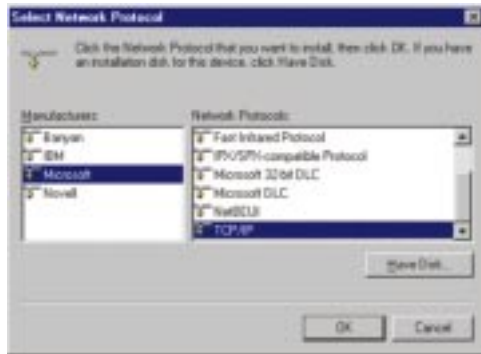 Select Network Protocol
Click the Network Protocol that you want to install, then click OK. If you have
an installation disk for this device, click Have Disk.
Manufacturers:
Banyan
IBM
Microsoft
Novell
Network Protocols:
Fast Infrared Protocol
IPX/SPX-compatible Protocol
Microsoft 32-bit DLC
Microsoft DLC
NetBEUI
TCP/IP
Have Disk...
OK
Cancel